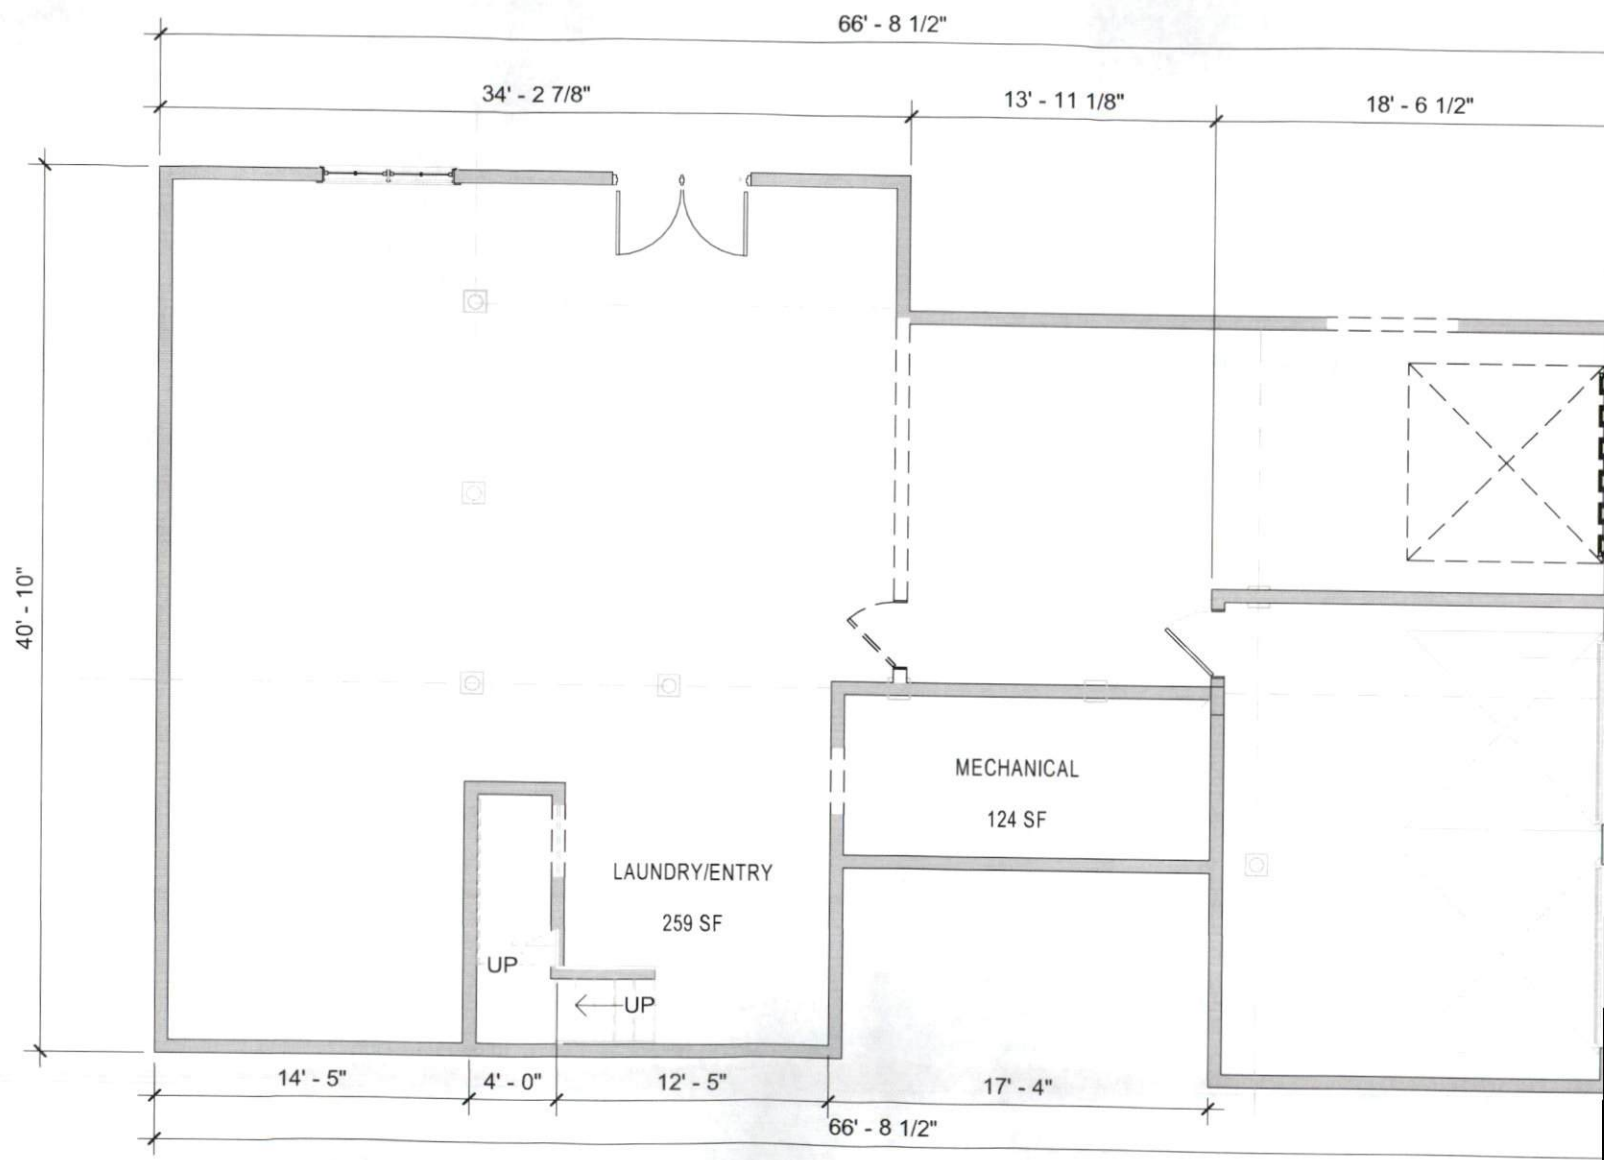 66' - 8 1/2"
34' - 2 7/8"
13' - 11 1/8"
18' - 6 1/2"
40' - 10"
MECHANICAL
124 SF
LAUNDRY/ENTRY
259 SF
UP
UP
14' - 5"
4' - 0"
12' - 5"
17' - 4"
66' - 8 1/2"